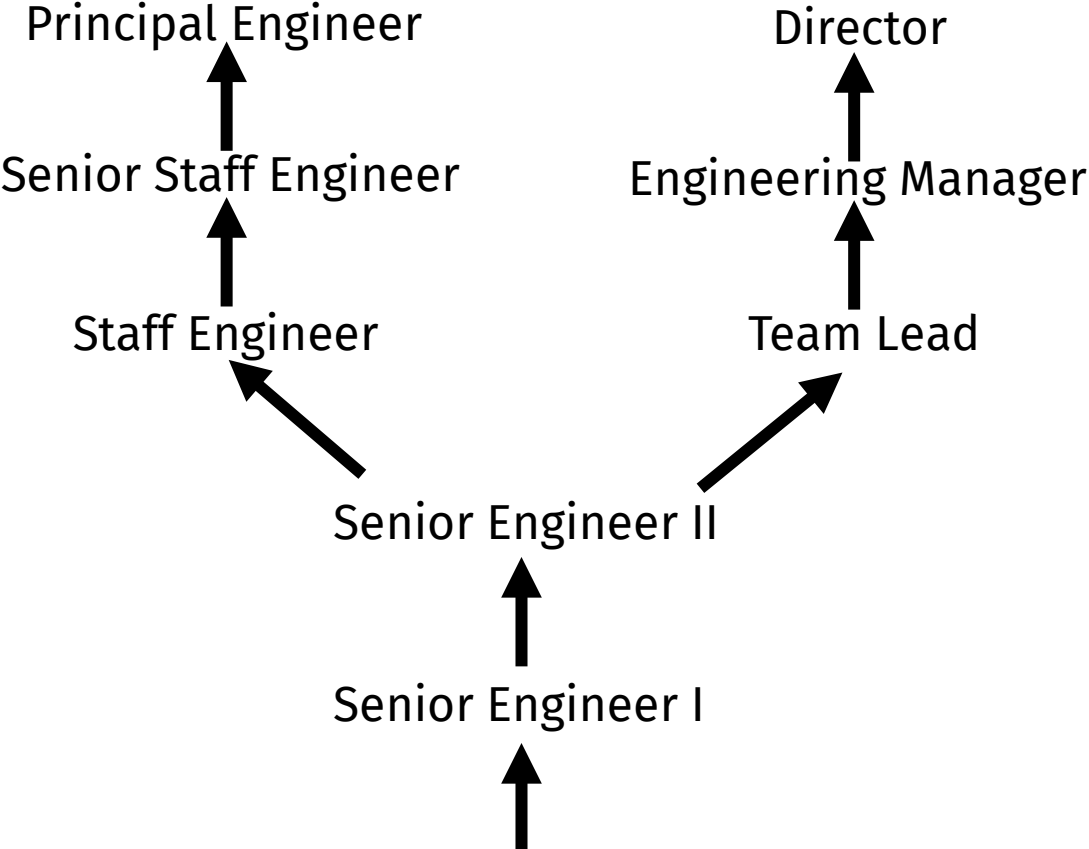 Principal Engineer
Director
Senior Staff Engineer
Engineering Manager
Staff Engineer
Team Lead
Senior Engineer II
Senior Engineer I